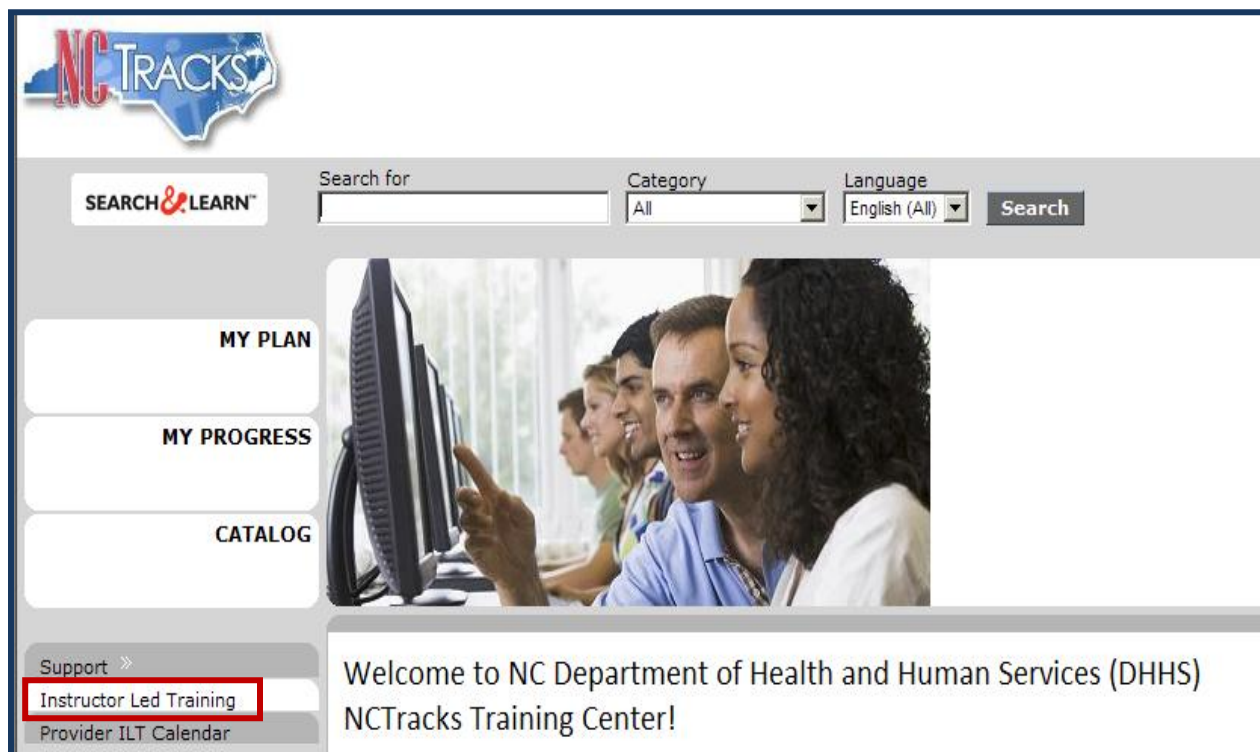 NC TRACKS
SEARCH & LEARN™
Search for
Category
Language
All
English (All)
Search
MY PLAN
MY PROGRESS
CATALOG
Support »
Instructor Led Training
Provider ILT Calendar
Welcome to NC Department of Health and Human Services (DHHS)
NCTracks Training Center!